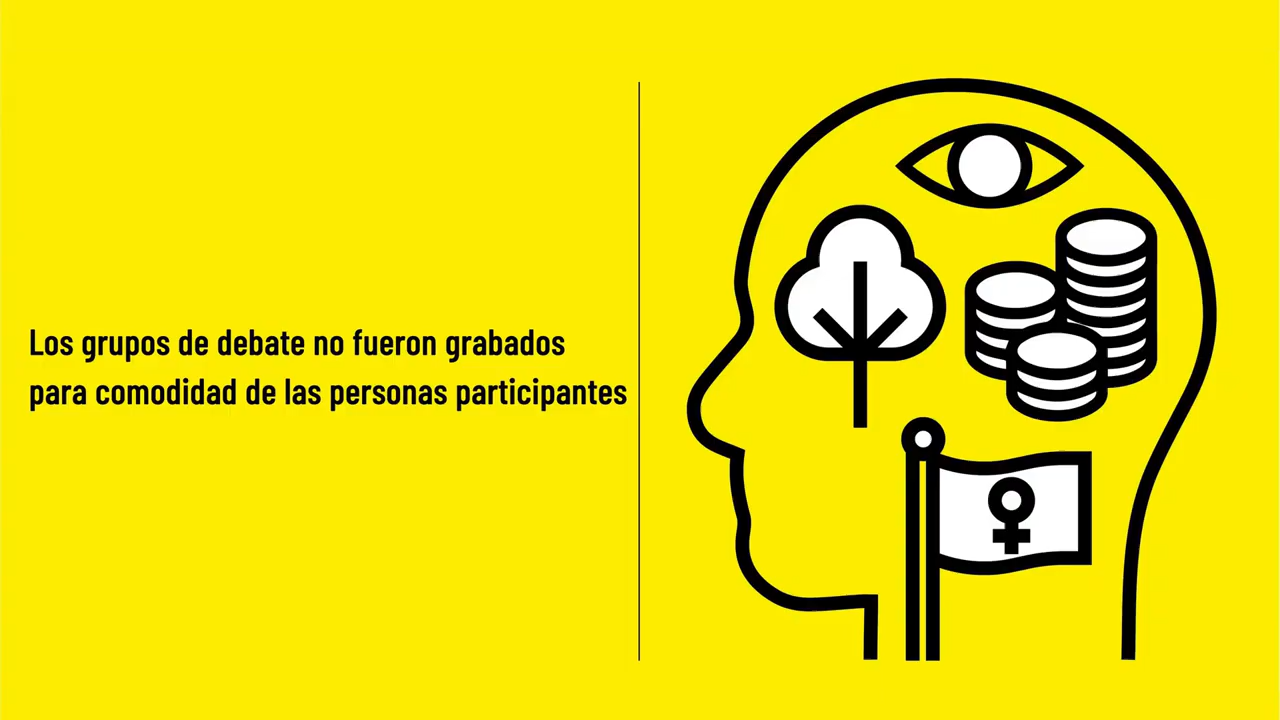 Los grupos de debate no fueron grabados
para comodidad de las personas participantes